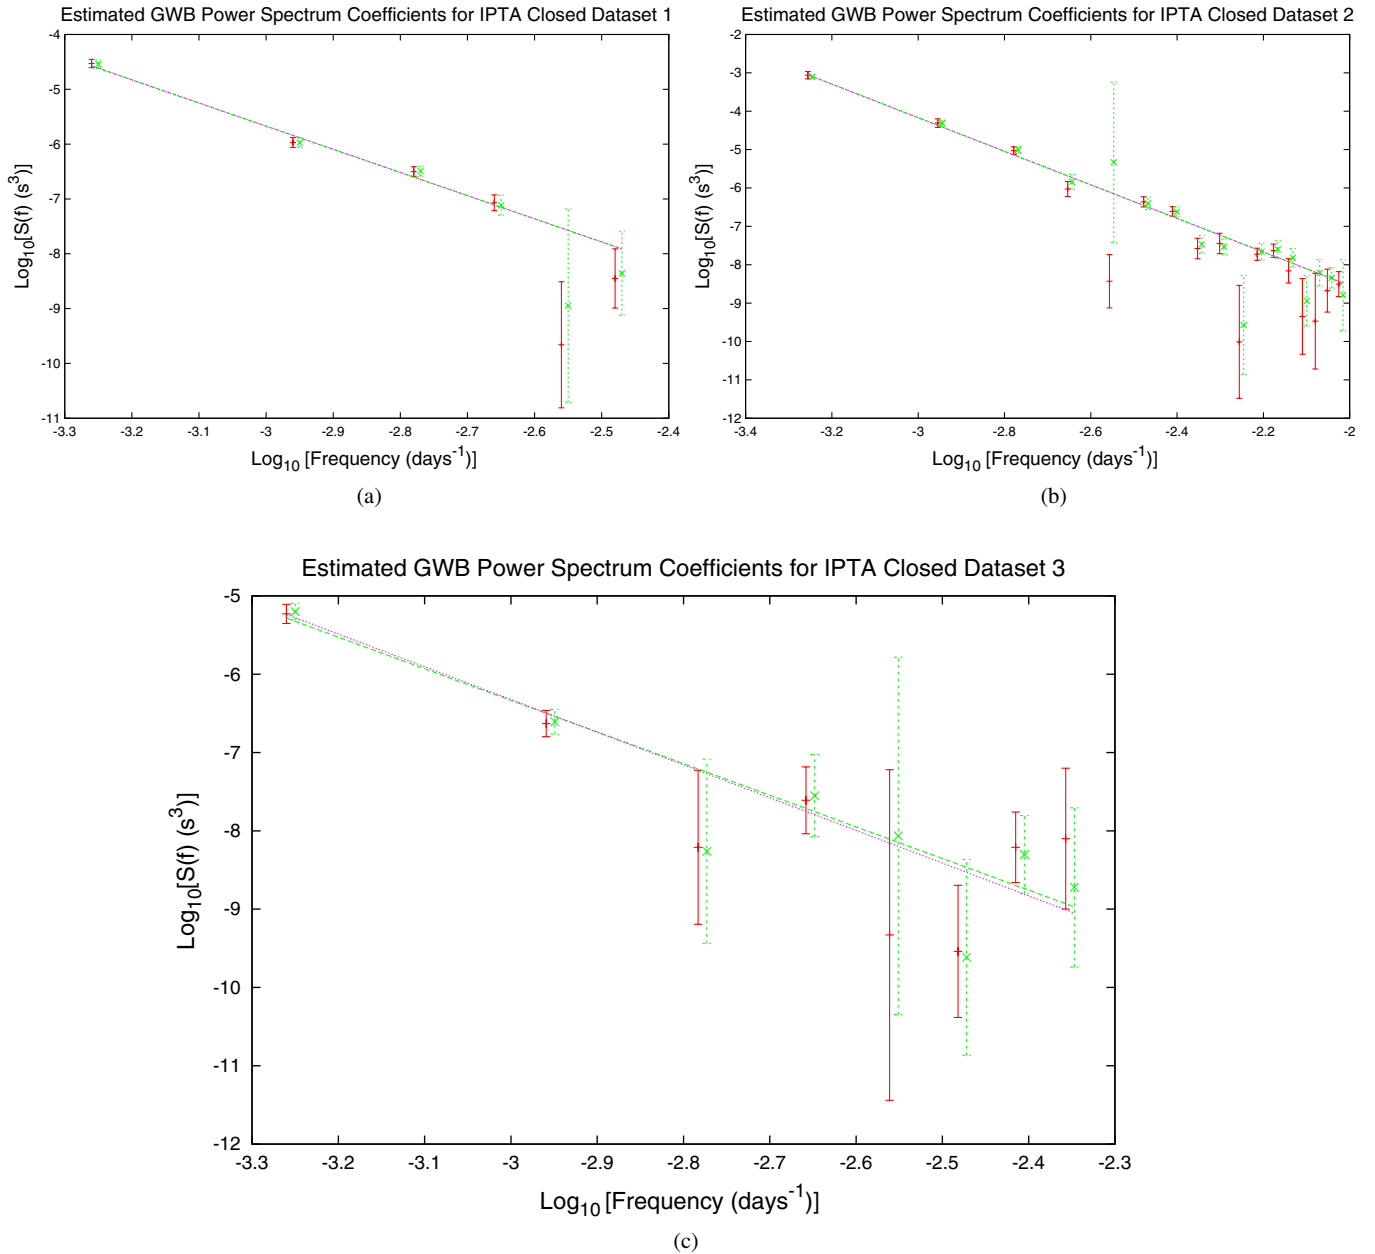 Estimated GWB Power Spectrum Coefficients for IPTA Closed Dataset 1
-4
-5
-6
-7
-8
-9
-10
-11
Log10[S(f) (s^3)]
-3.3 -3.2 -3.1 -3 -2.9 -2.8 -2.7 -2.6 -2.5 -2.4
Log10 [Frequency (days^-1)]
(a)
Estimated GWB Power Spectrum Coefficients for IPTA Closed Dataset 2
-2
-3
-4
-5
-6
-7
-8
-9
-10
-11
-12
Log10[S(f) (s^3)]
-3.4 -3.2 -3 -2.8 -2.6 -2.4 -2.2 -2
Log10 [Frequency (days^-1)]
(b)
Estimated GWB Power Spectrum Coefficients for IPTA Closed Dataset 3
-5
-6
-7
-8
-9
-10
-11
-12
Log10[S(f) (s^3)]
-3.3 -3.2 -3.1 -3 -2.9 -2.8 -2.7 -2.6 -2.5 -2.4 -2.3
Log10 [Frequency (days^-1)]
(c)